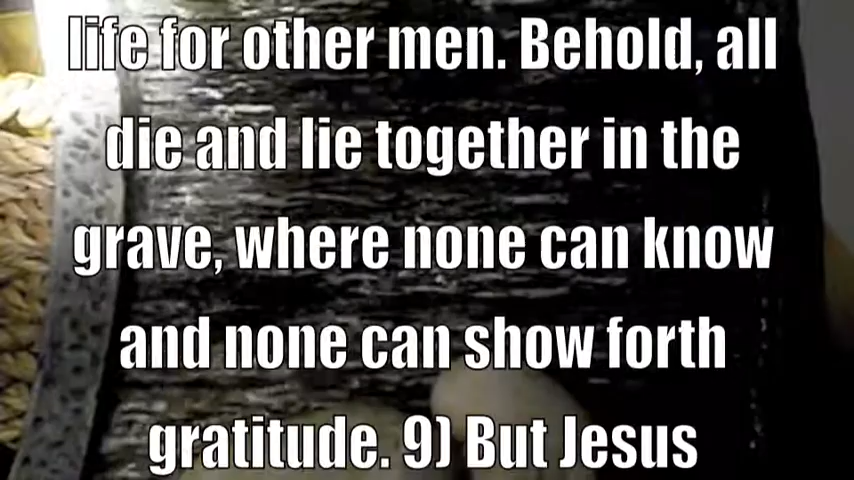 life for other men. Behold, all
die and lie together in the
grave, where none can know
and none can show forth
gratitude. 9) But Jesus